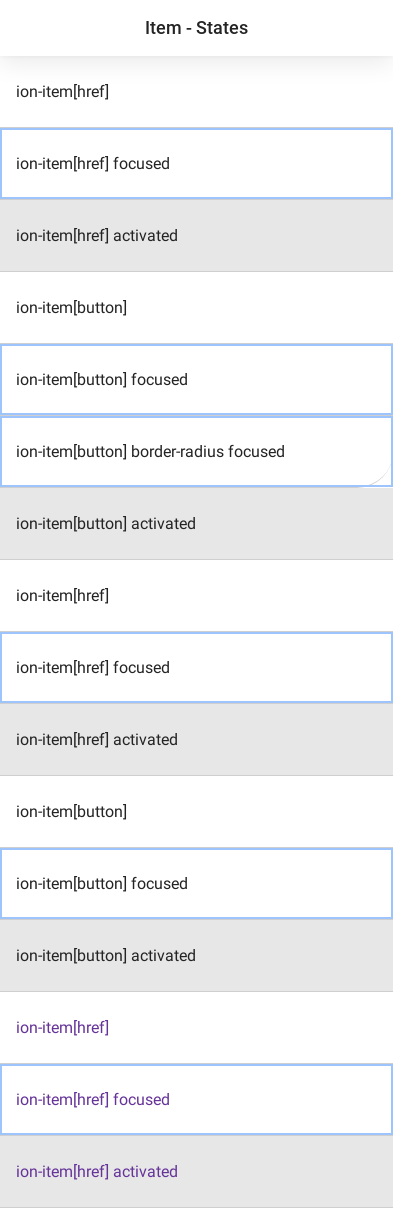 Item - States
ion-item[href]
ion-item[href] focused
ion-item[href] activated
ion-item[button]
ion-item[button] focused
ion-item[button] border-radius focused
ion-item[button] activated
ion-item[href]
ion-item[href] focused
ion-item[href] activated
ion-item[button]
ion-item[button] focused
ion-item[button] activated
ion-item[href]
ion-item[href] focused
ion-item[href] activated